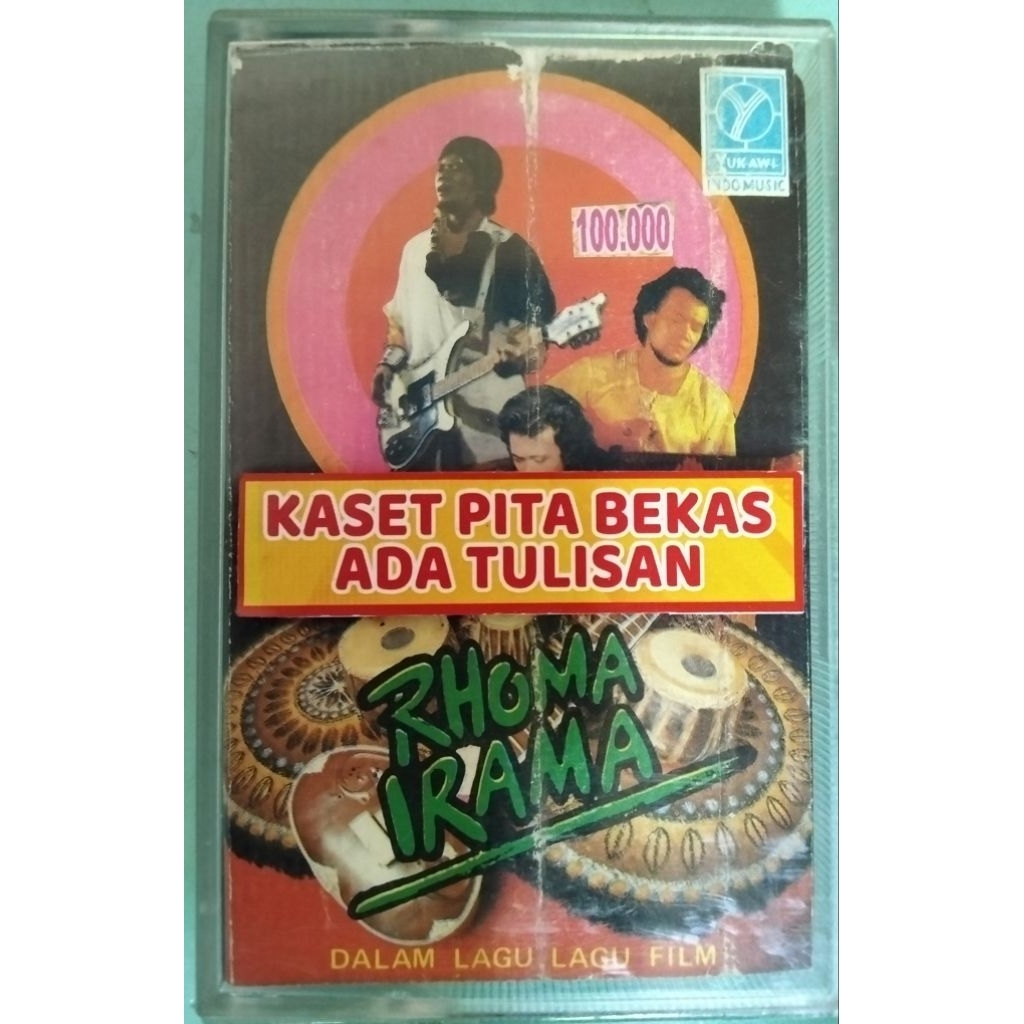 YUKAWI
INDO MUSIC
100.000
KASET PITA BEKAS
ADA TULISAN
RHOMA
IRAMA
DALAM LAGU LAGU FILM